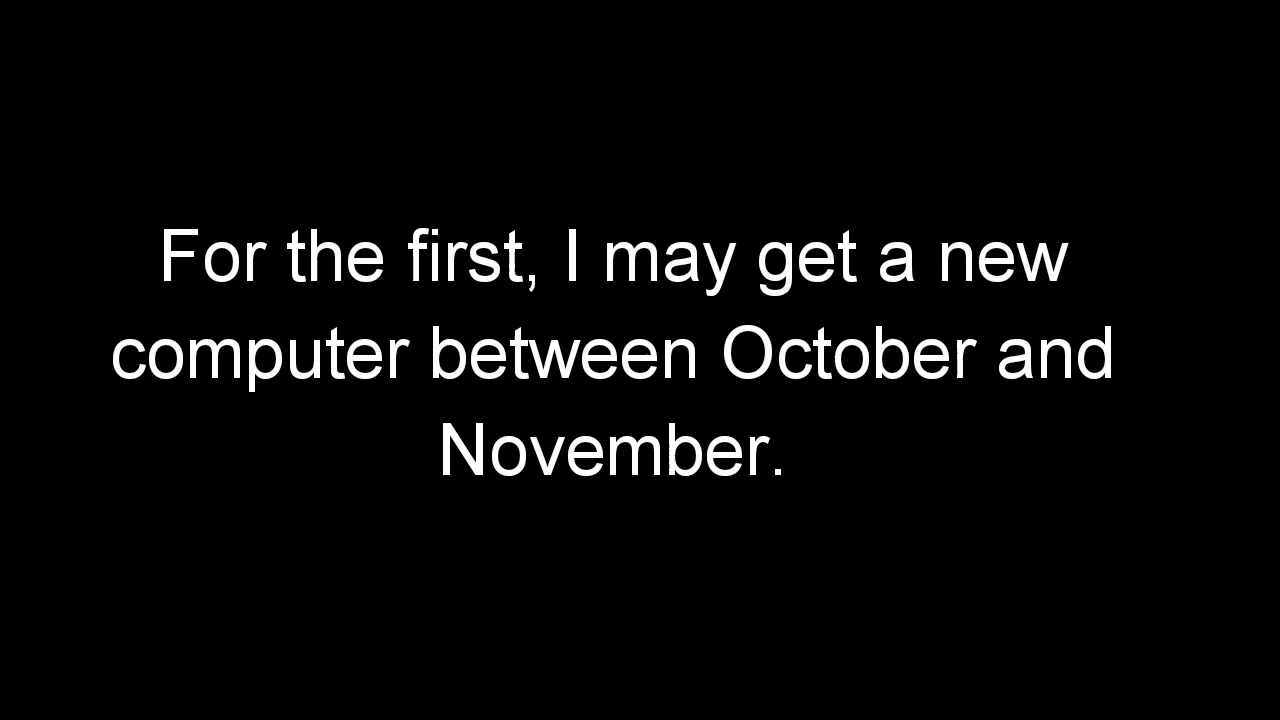 For the first, I may get a new
computer between October and
November.